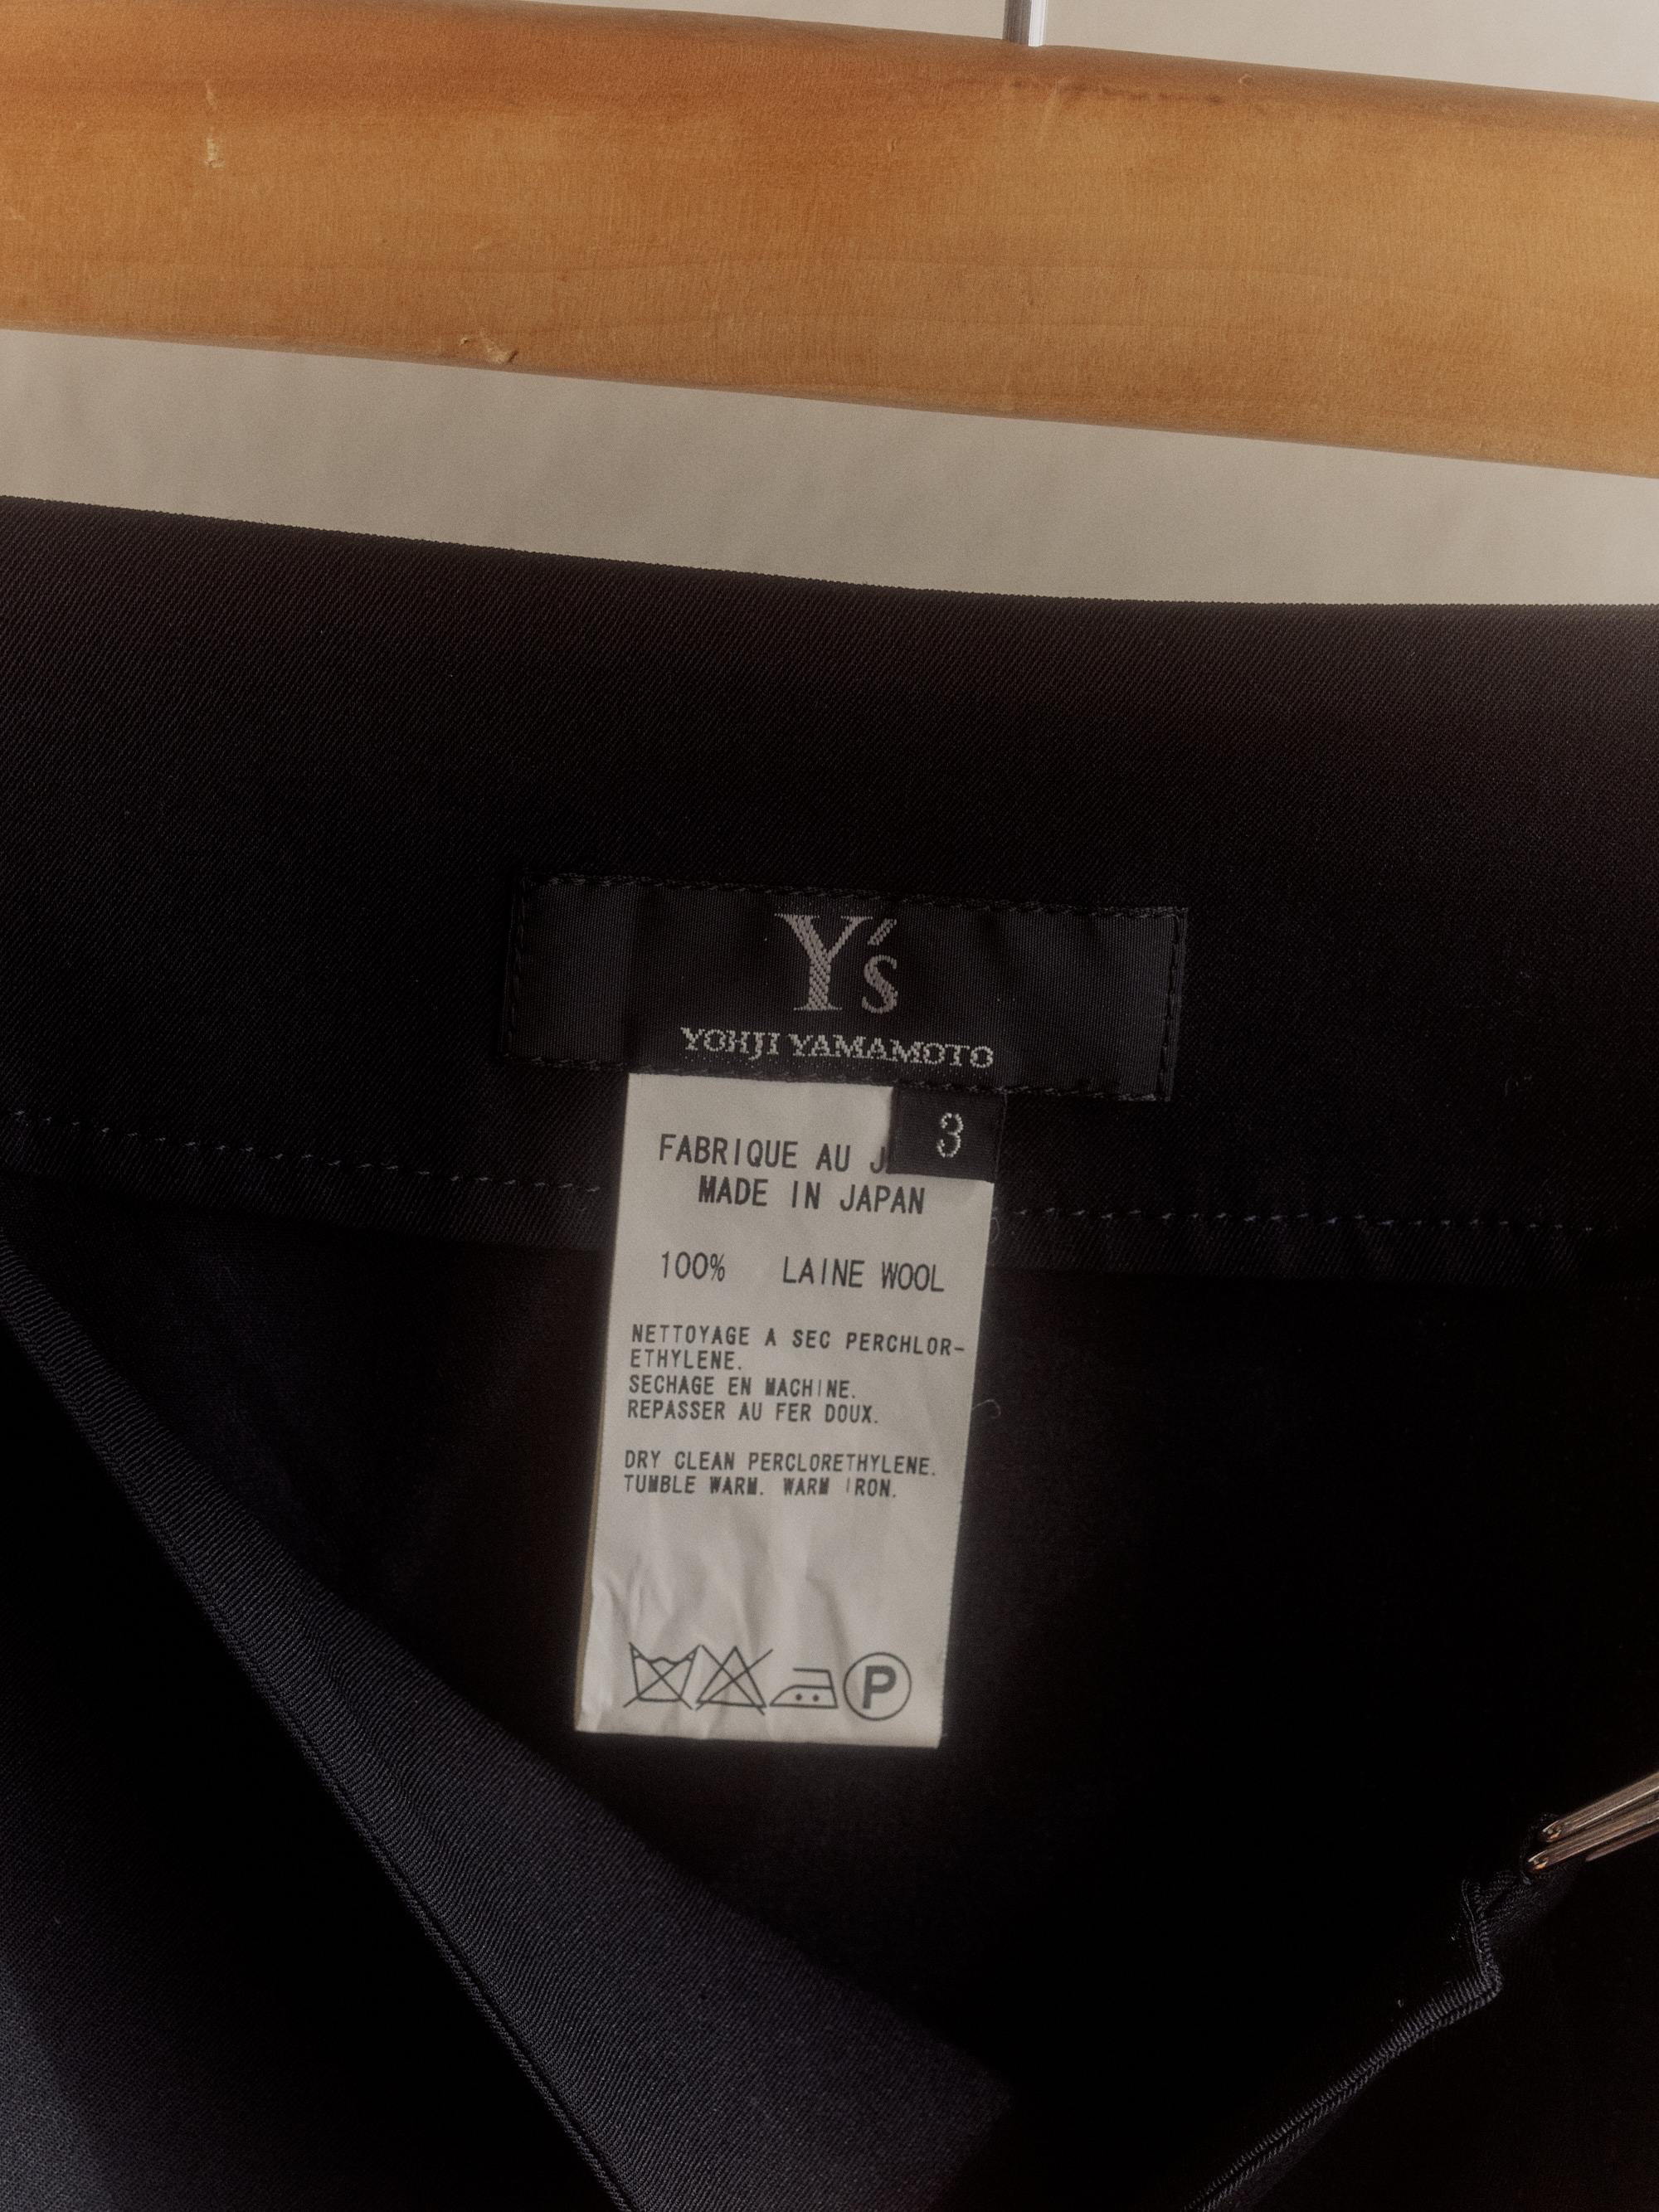 Y's
YOHJI YAMAMOTO
3
FABRIQUE AU
MADE IN JAPAN
100% LAINE WOOL
NETTOYAGE A SEC PERCHLOR-
ETHYLENE.
SECHAGE EN MACHINE.
REPASSER AU FER DOUX.
DRY CLEAN PERCLORETHYLENE.
TUMBLE WARM. WARM IRON.
P